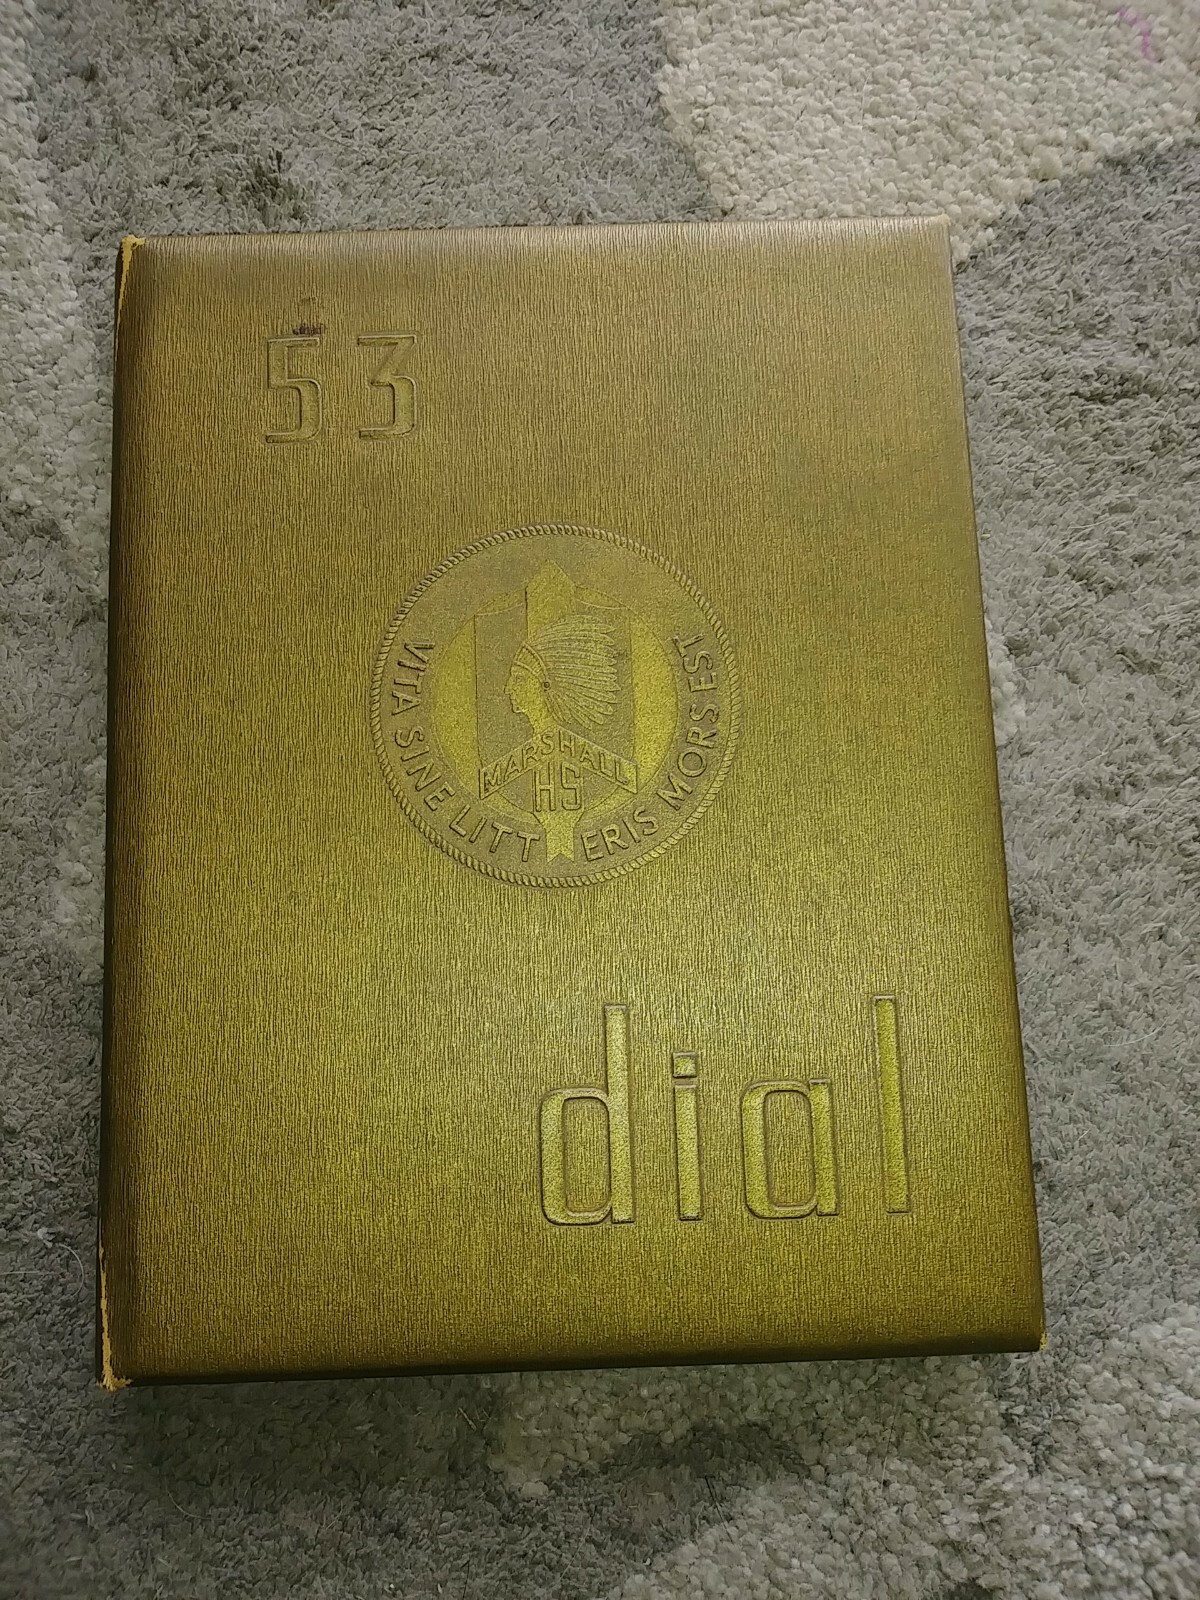 53
VITA SINE LITTERIS MORS EST
MARSHALL
HS
dial